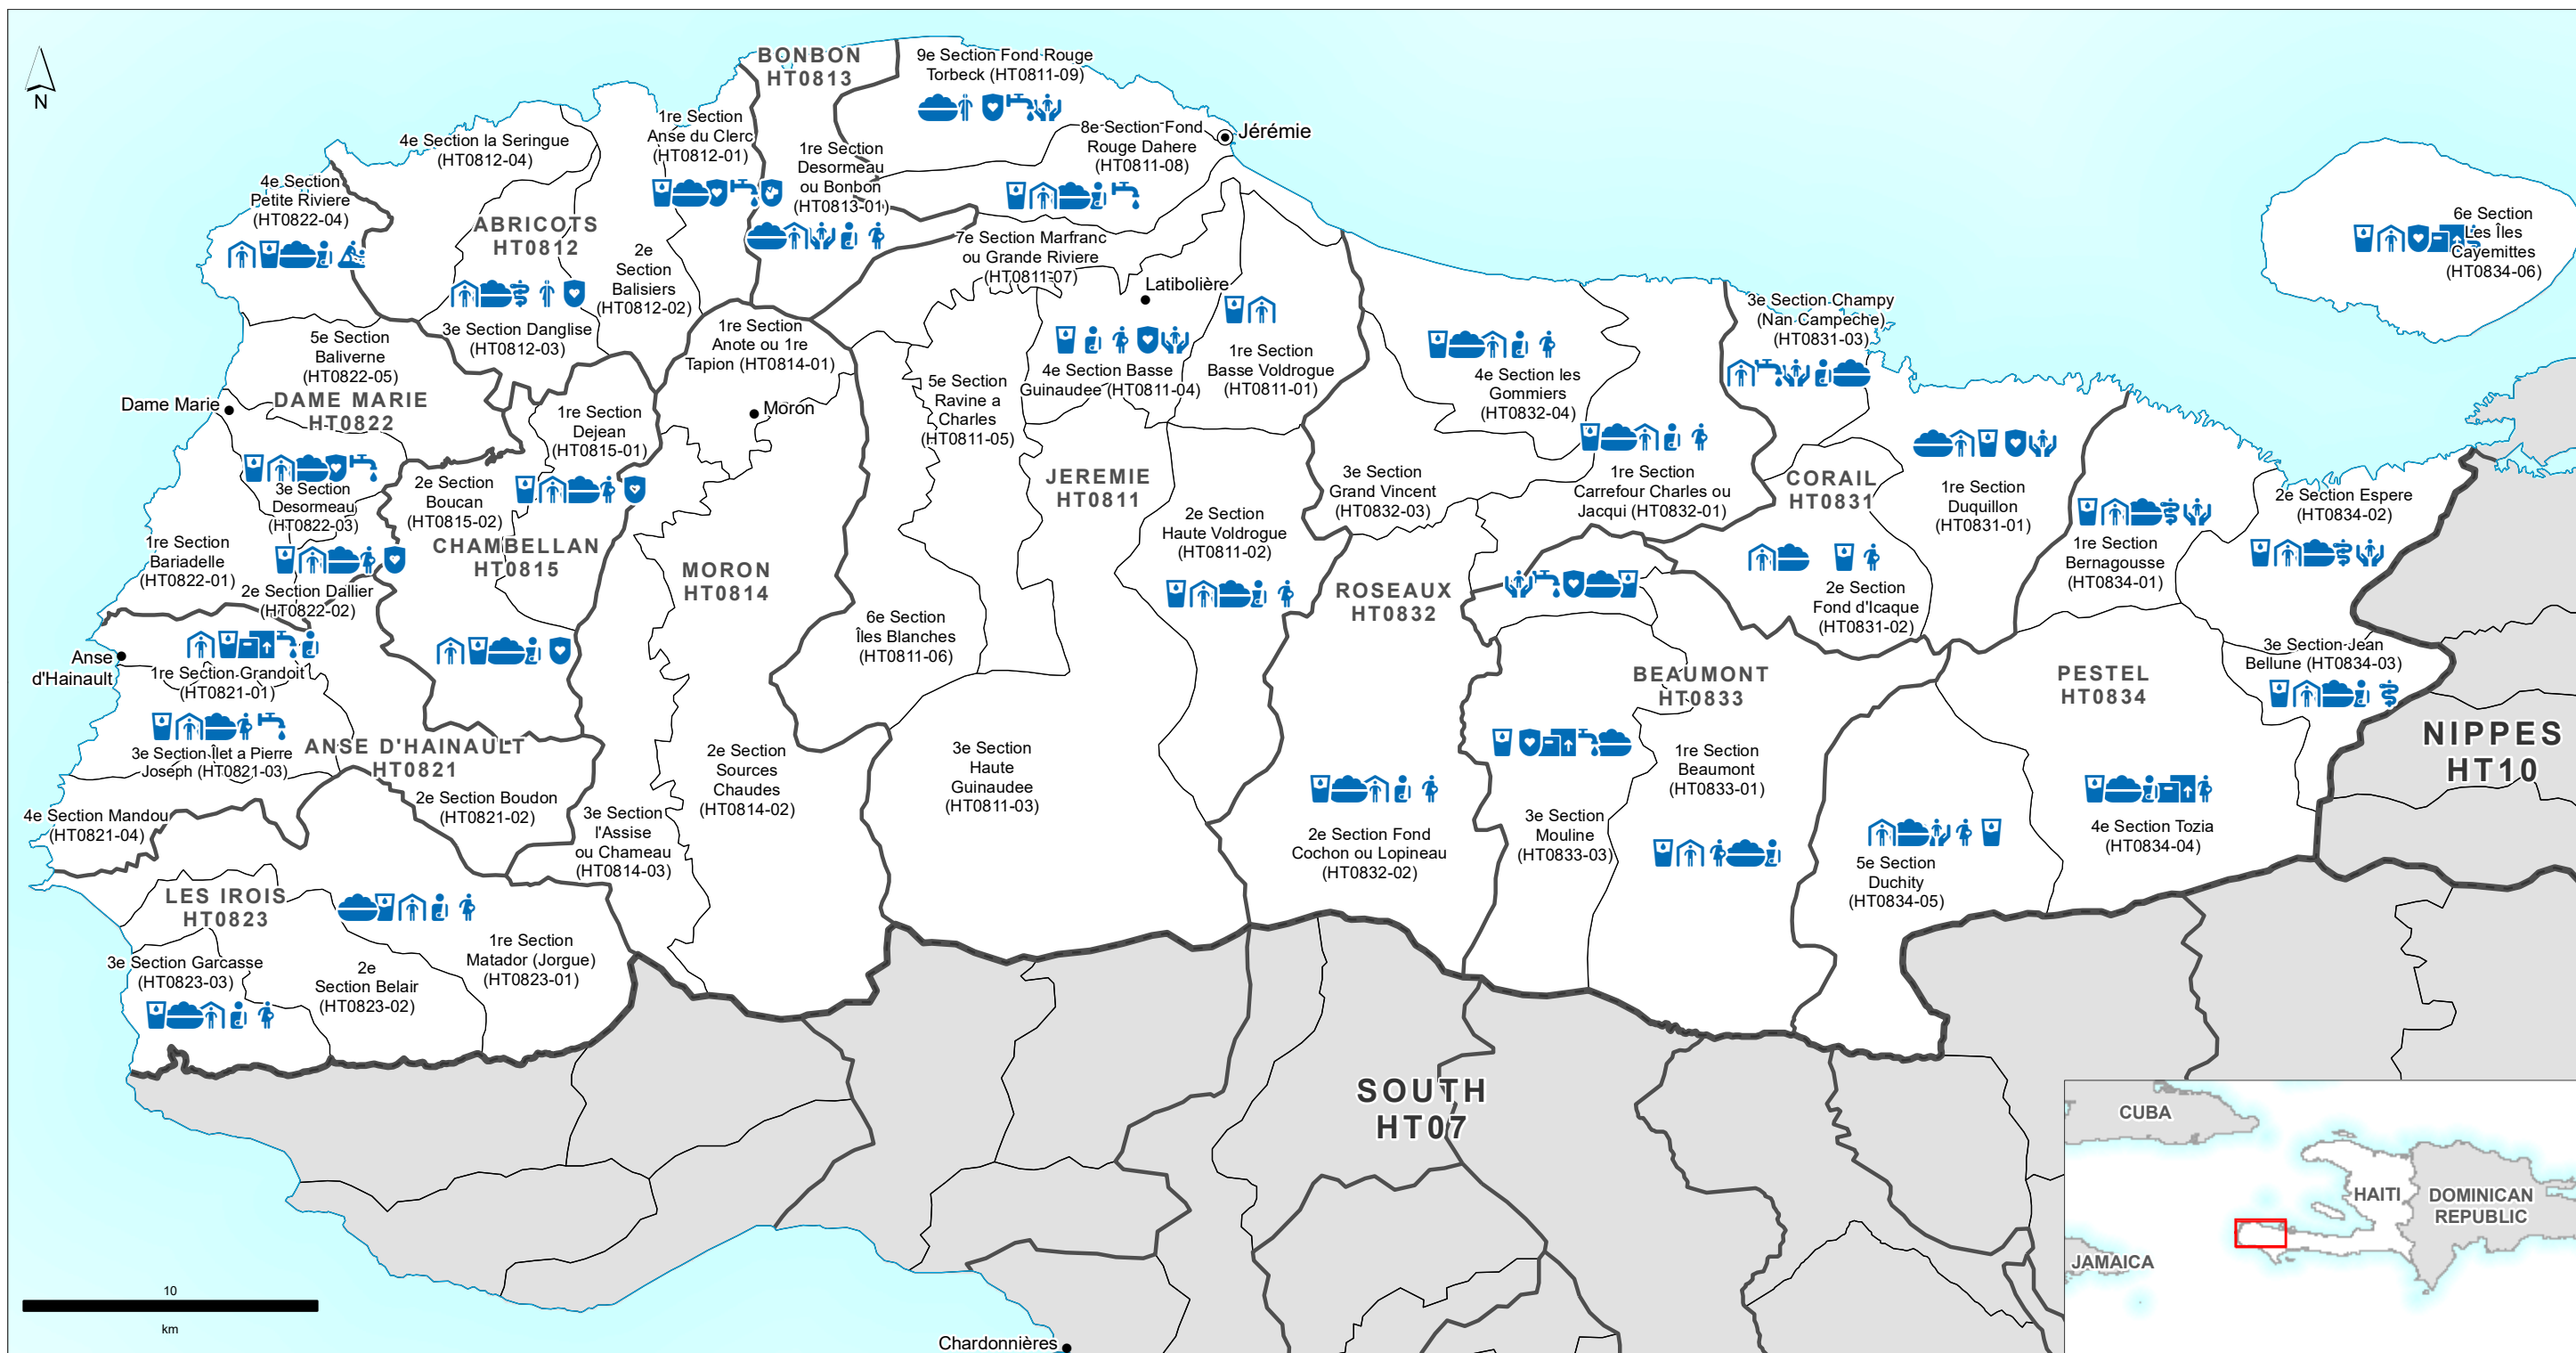 N
BONBON
HT0813
9e Section Fond Rouge
Torbeck (HT0811-09)
4e Section la Seringue
(HT0812-04)
1re Section
Anse du Clerc
(HT0812-01)
1re Section
Desormeau
ou Bonbon
(HT0813-01)
8e Section Fond
Rouge Dahere
(HT0811-08)
Jérémie
4e Section
Petite Riviere
(HT0822-04)
ABRICOTS
HT0812
2e
Section
Balisiers
(HT0812-02)
7e Section Marfranc
ou Grande Riviere
(HT0811-07)
Latibolière
6e Section
Les Îles
Cayemittes
(HT0834-06)
5e Section
Baliverne
(HT0822-05)
3e Section Danglise
(HT0812-03)
1re Section
Anote ou 1re
Tapion (HT0814-01)
4e Section Basse
Guinaudee (HT0811-04)
1re Section
Basse Voldrogue
(HT0811-01)
3e Section Champy
(Nan Campeche)
(HT0831-03)
Dame Marie
DAME MARIE
HT0822
1re Section
Dejean
(HT0815-01)
Moron
5e Section
Ravine a
Charles
(HT0811-05)
4e Section les
Gommiers
(HT0832-04)
3e Section
Desormeau
(HT0822-03)
2e Section
Boucan
(HT0815-02)
JEREMIE
HT0811
3e Section
Grand Vincent
(HT0832-03)
1re Section
Carrefour Charles ou
Jacqui (HT0832-01)
CORAIL
HT0831
1re Section
Duquillon
(HT0831-01)
2e Section Espere
(HT0834-02)
1re Section
Bariadelle
(HT0822-01)
CHAMBELLAN
HT0815
MORON
HT0814
2e Section
Haute Voldrogue
(HT0811-02)
1re Section
Bernagousse
(HT0834-01)
2e Section Dallier
(HT0822-02)
ROSEAUX
HT0832
2e Section
Fond d'Icaque
(HT0831-02)
6e Section
Îles Blanches
(HT0811-06)
Anse
d'Hainault
1re Section Grandoit
(HT0821-01)
BEAUMONT
HT0833
PESTEL
HT0834
3e Section Jean
Bellune (HT0834-03)
3e Section Îlet a Pierre
Joseph (HT0821-03)
ANSE D'HAINAULT
HT0821
2e Section
Sources
Chaudes
(HT0814-02)
3e Section
Haute
Guinaudee
(HT0811-03)
1re Section
Beaumont
(HT0833-01)
NIPPES
HT10
4e Section Mandou
(HT0821-04)
2e Section Boudon
(HT0821-02)
3e Section
l'Assise
ou Chameau
(HT0814-03)
2e Section Fond
Cochon ou Lopineau
(HT0832-02)
3e Section
Mouline
(HT0833-03)
5e Section
Duchity
(HT0834-05)
4e Section Tozia
(HT0834-04)
LES IROIS
HT0823
3e Section Garcasse
(HT0823-03)
2e
Section Belair
(HT0823-02)
1re Section
Matador (Jorgue)
(HT0823-01)
SOUTH
HT07
CUBA
HAITI
DOMINICAN
REPUBLIC
JAMAICA
10
km
Chardonnières